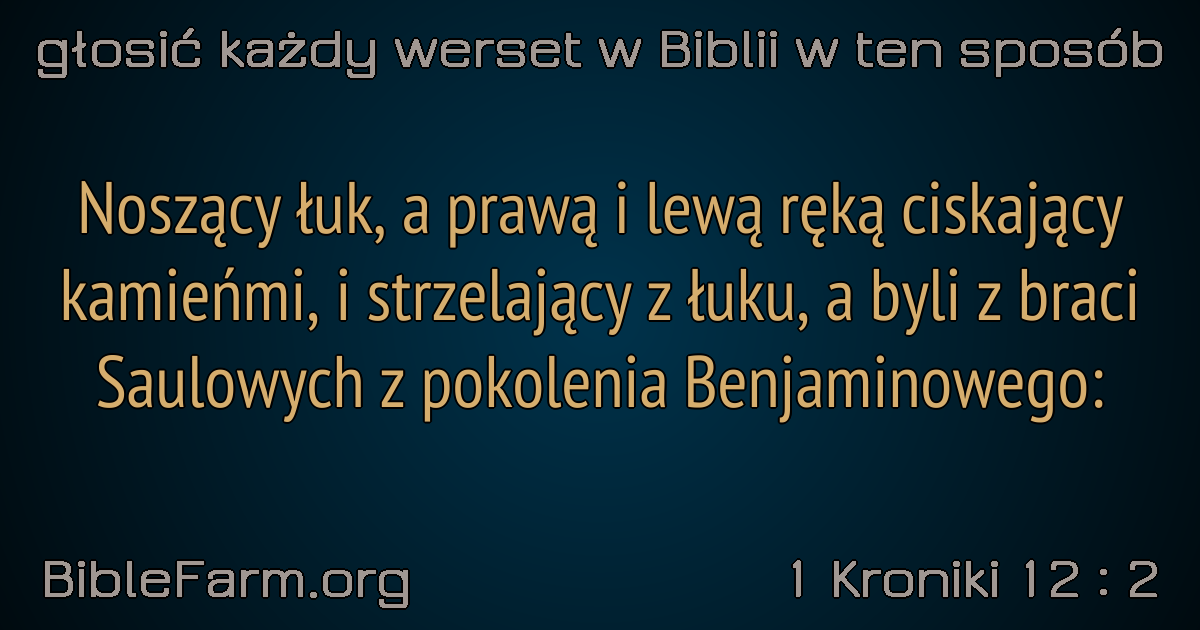 głosić każdy werset w Biblii w ten sposób
Noszący łuk, a prawą i lewą ręką ciskający
kamieńmi, i strzelający z łuku, a byli z braci
Saulowych z pokolenia Benjaminowego:
BibleFarm.org
1 Kroniki 12 : 2